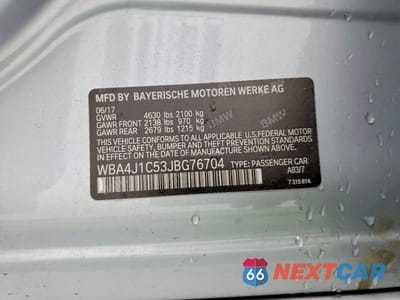 MFD BY BAYERISCHE MOTOREN WERKE AG
06/17
GVWR 4630 lbs 2100 kg
GAWR FRONT 2138 lbs 970 kg
GAWR REAR 2679 lbs 1215 kg
THIS VEHICLE CONFORMS TO ALL APPLICABLE U.S.FEDERAL MOTOR
VEHICLE SAFETY, BUMPER, AND THEFT PREVENTION STANDARDS IN
EFFECT ON THE DATE OF MANUFACTURE SHOWN ABOVE.
WBA4J1C53JBG76704 TYPE: PASSENGER CAR
A83/7
7315814
BMW
BMW
66
NEXTCAR